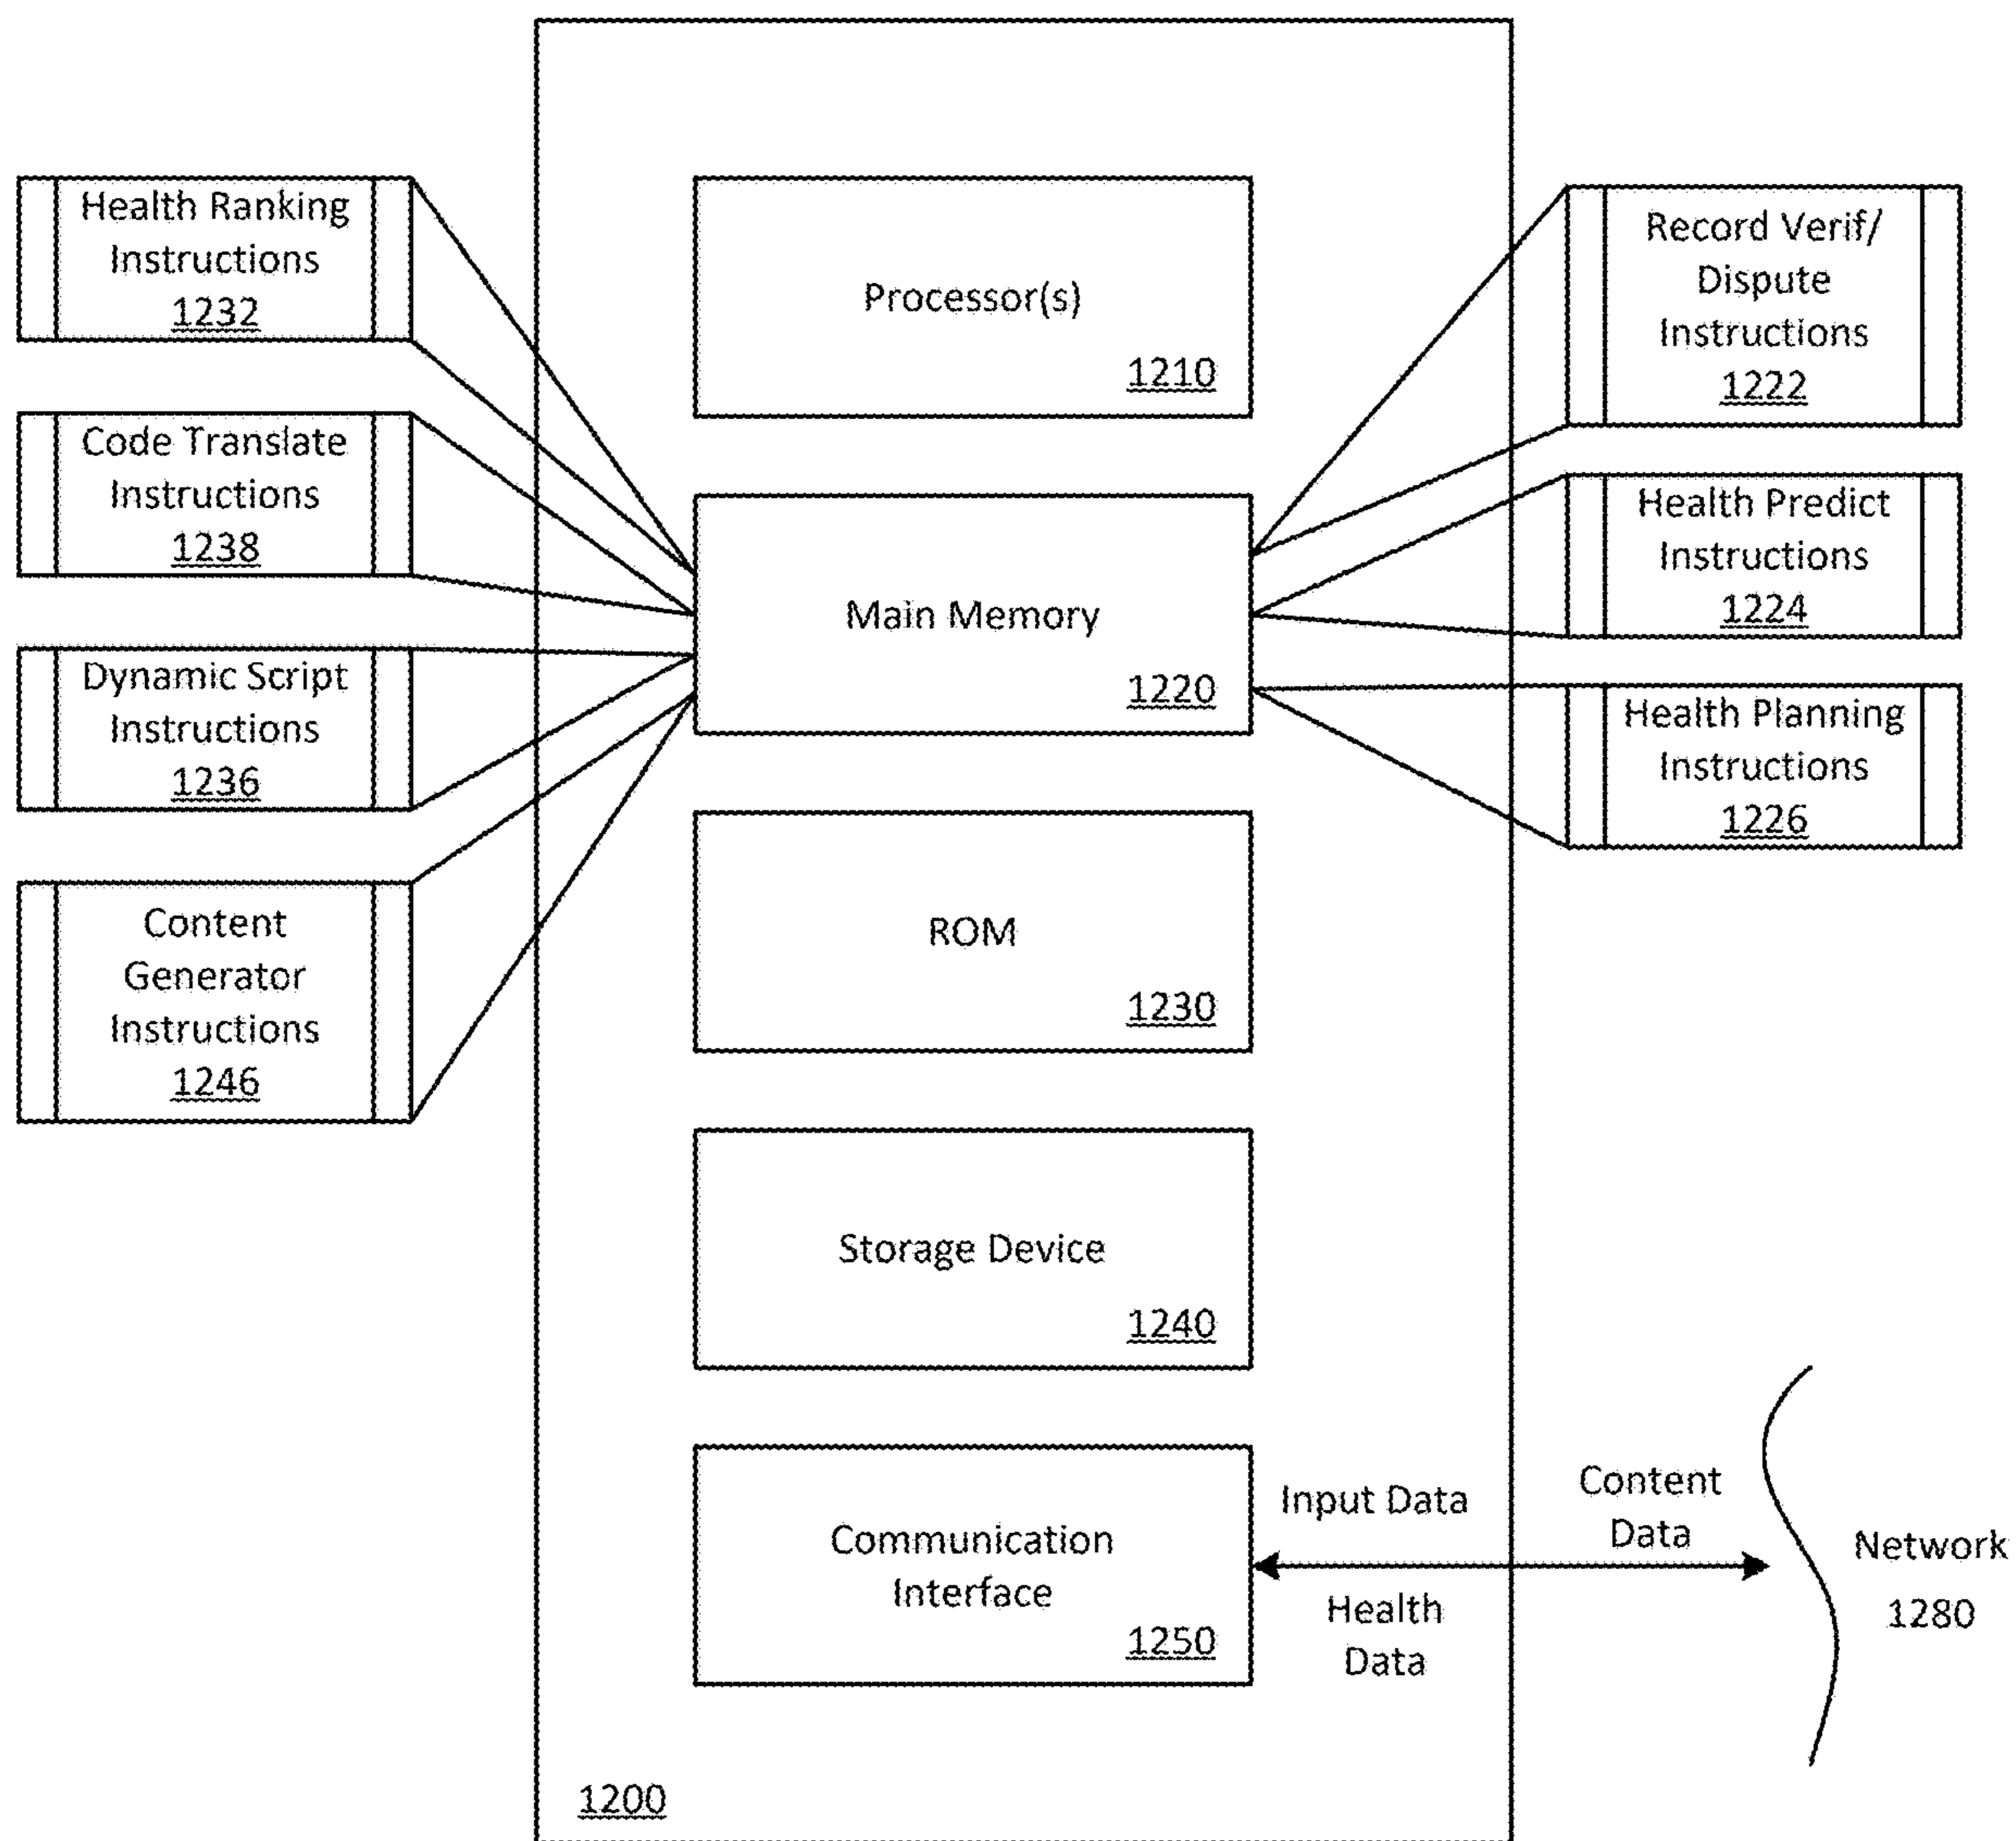 Health Ranking
Instructions
1232
Code Translate
Instructions
1238
Dynamic Script
Instructions
1236
Content
Generator
Instructions
1246
Processor(s)
1210
Main Memory
1220
ROM
1230
Storage Device
1240
Communication
Interface
1250
1200
Record Verif/
Dispute
Instructions
1222
Health Predict
Instructions
1224
Health Planning
Instructions
1226
Input Data
Health
Data
Content
Data
Network
1280